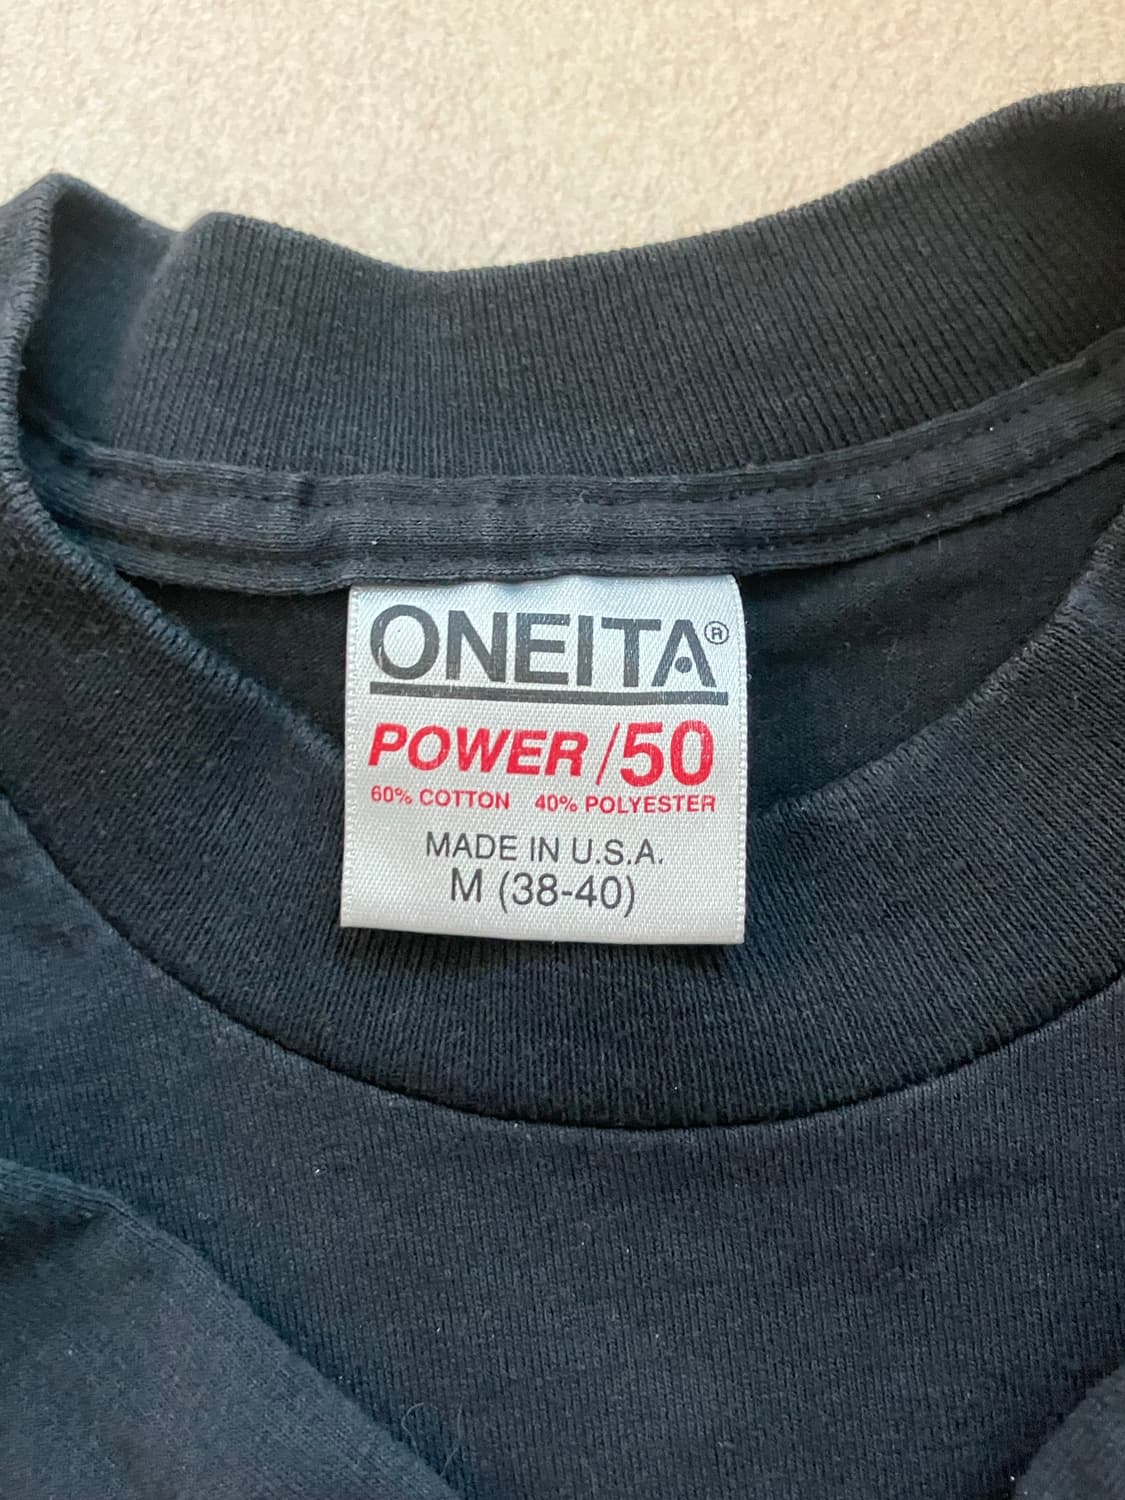 ONEITA®
POWER/50
60% COTTON 40% POLYESTER
MADE IN U.S.A.
M (38-40)